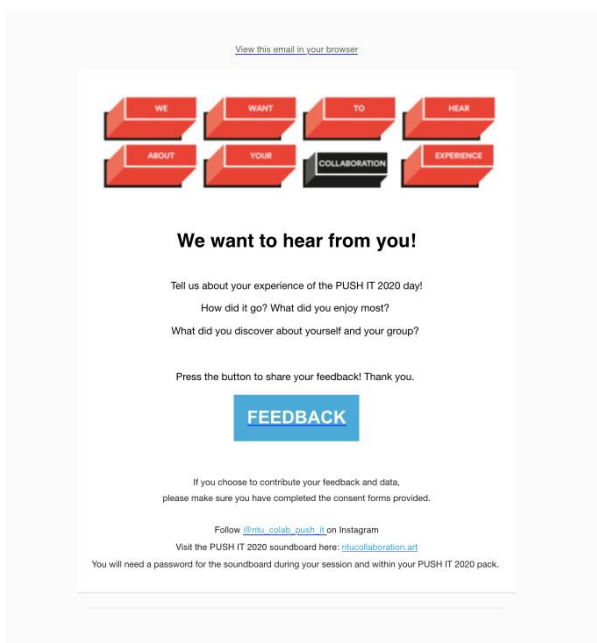 View this email in your browser
WE WANT TO HEAR
ABOUT YOUR COLLABORATION EXPERIENCE
We want to hear from you!
Tell us about your experience of the PUSH IT 2020 day!
How did it go? What did you enjoy most?
What did you discover about yourself and your group?
Press the button to share your feedback! Thank you.
FEEDBACK
If you choose to contribute your feedback and data,
please make sure you have completed the consent forms provided.
Follow @ntu_colab_push_it on Instagram
Visit the PUSH IT 2020 soundboard here: ntucollaboration.art
You will need a password for the soundboard during your session and within your PUSH IT 2020 pack.